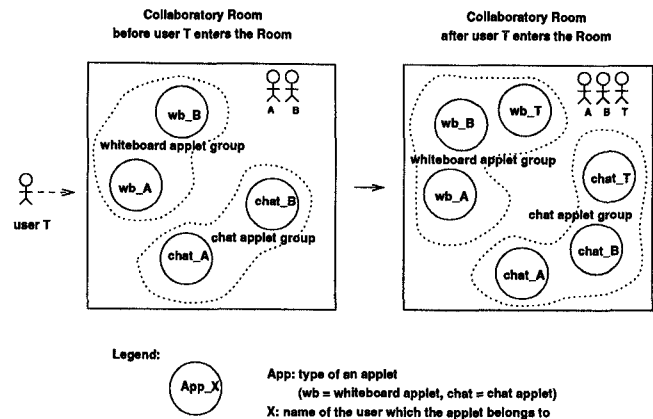 Collaboratory Room
before user T enters the Room
Collaboratory Room
after user T enters the Room
A B
wb_B
whiteboard applet group
wb_A
chat_B
chat applet group
chat_A
user T
A B T
wb_B
wb_T
whiteboard applet group
wb_A
chat_T
chat applet group
chat_B
chat_A
Legend:
App_X
App: type of an applet
(wb = whiteboard applet, chat = chat applet)
X: name of the user which the applet belongs to